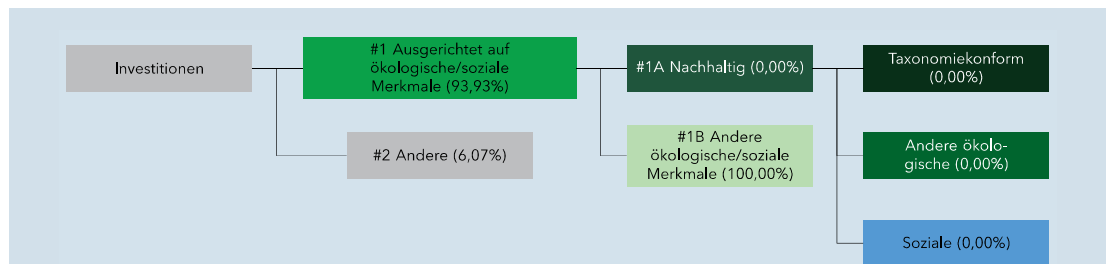 Investitionen
#1 Ausgerichtet auf
ökologische/soziale
Merkmale (93,93%)
#1A Nachhaltig (0,00%)
Taxonomiekonform
(0,00%)
#2 Andere (6,07%)
#1B Andere
ökologische/soziale
Merkmale (100,00%)
Andere ökolo-
gische (0,00%)
Soziale (0,00%)